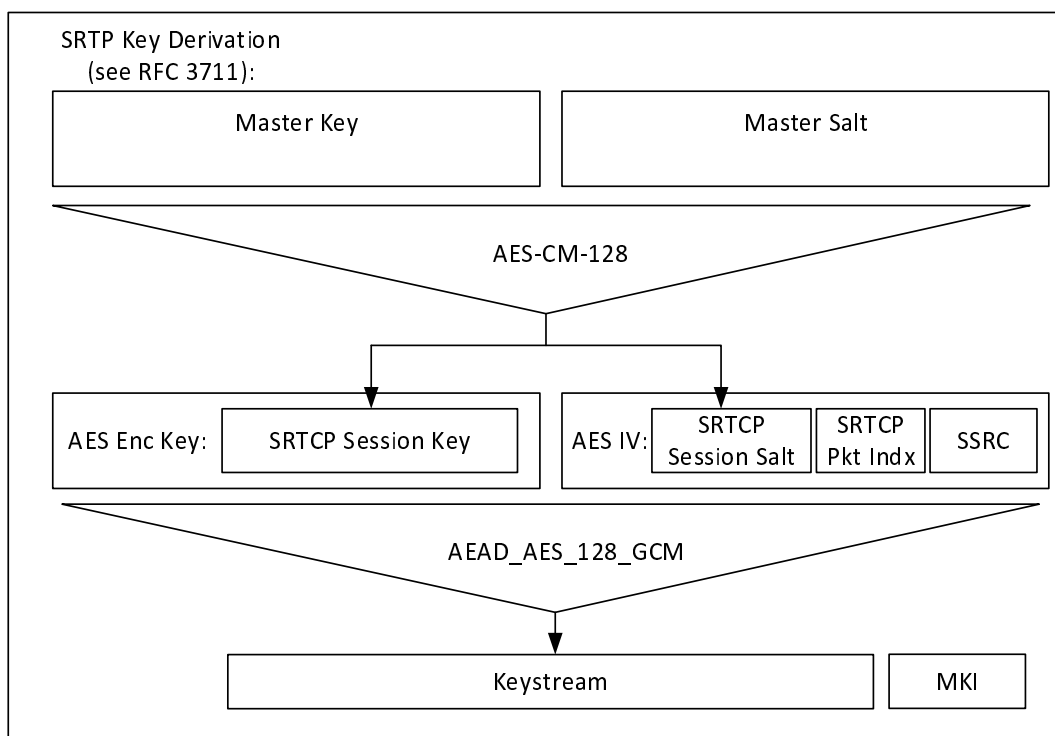 SRTP Key Derivation
(see RFC 3711):
Master Key
Master Salt
AES-CM-128
AES Enc Key:
SRTCP Session Key
AES IV:
SRTCP
Session Salt
SRTCP
Pkt Indx
SSRC
AEAD_AES_128_GCM
Keystream
MKI